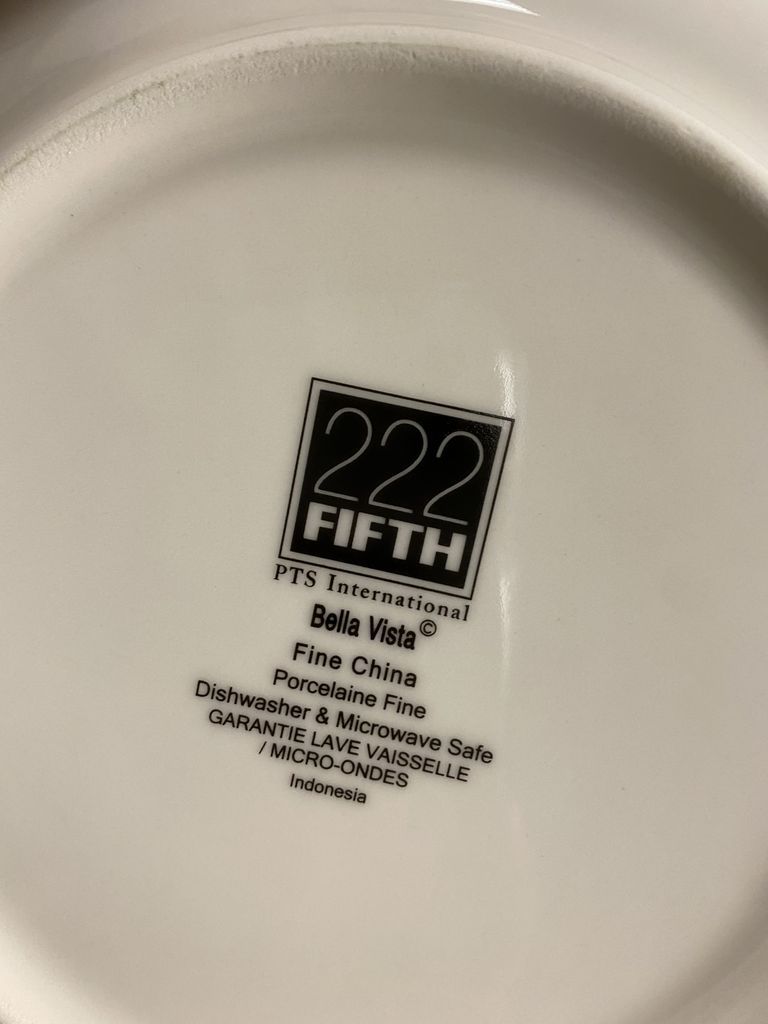 222
FIFTH
PTS International
Bella Vista©
Fine China
Porcelaine Fine
Dishwasher & Microwave Safe
GARANTIE LAVE VAISSELLE
/ MICRO-ONDES
Indonesia